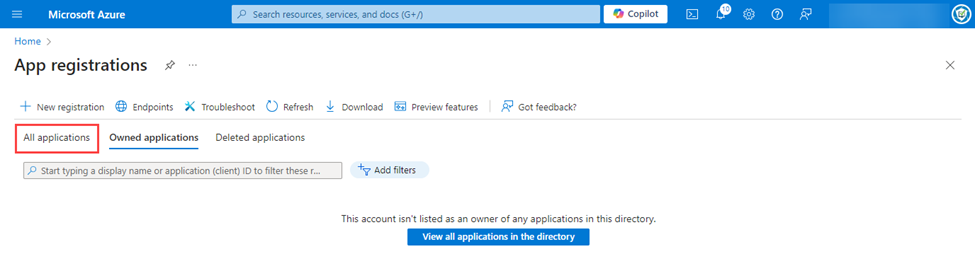 Microsoft Azure
Search resources, services, and docs (G+/)
Copilot
10
Home
App registrations
New registration
Endpoints
Troubleshoot
Refresh
Download
Preview features
Got feedback?
All applications
Owned applications
Deleted applications
Start typing a display name or application (client) ID to filter these r...
Add filters
This account isn't listed as an owner of any applications in this directory.
View all applications in the directory